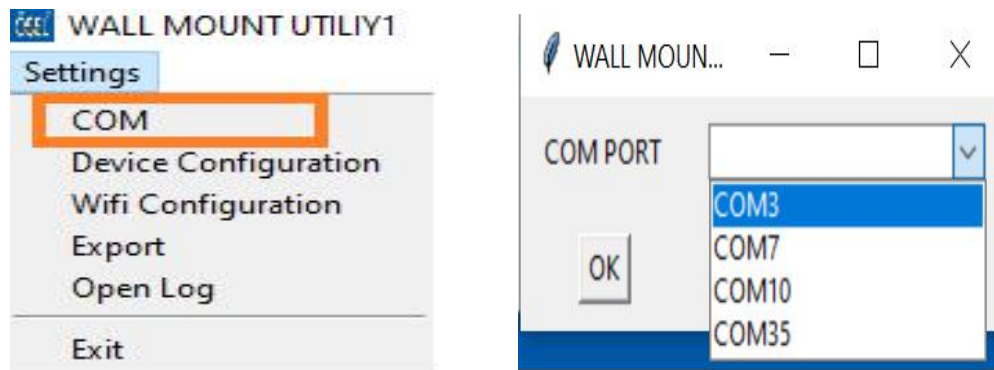 WALL MOUNT UTILIY1
Settings
COM
Device Configuration
Wifi Configuration
Export
Open Log
Exit
WALL MOUN...
COM PORT
COM3
COM7
COM10
COM35
OK